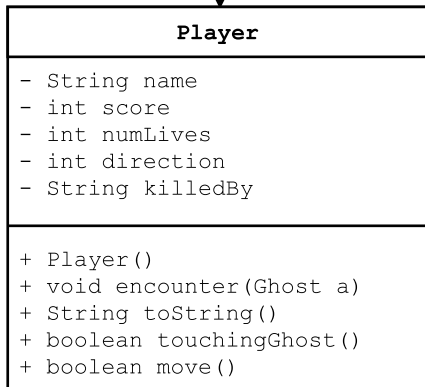 Player
- String name
- int score
- int numLives
- int direction
- String killedBy
+ Player()
+ void encounter(Ghost a)
+ String toString()
+ boolean touchingGhost()
+ boolean move()